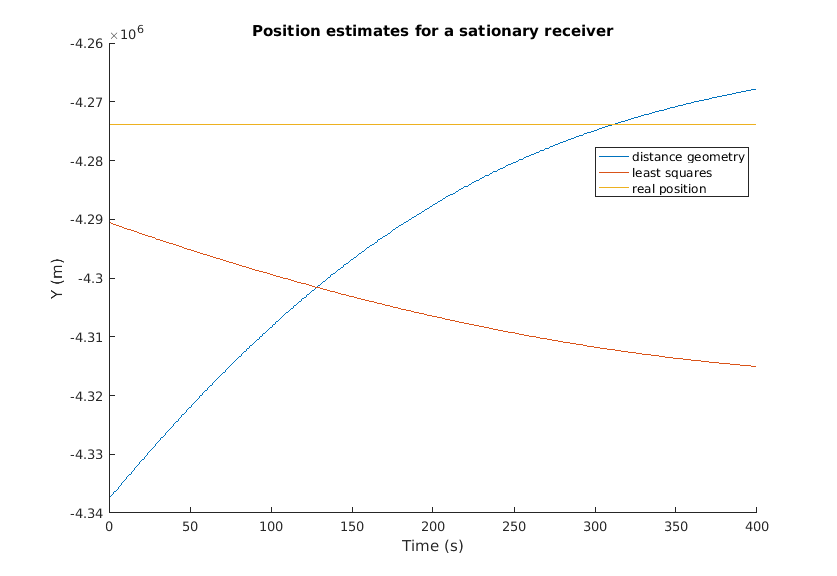 Position estimates for a sationary receiver
×10^6
-4.26
-4.27
-4.28
-4.29
-4.3
-4.31
-4.32
-4.33
-4.34
Y (m)
distance geometry
least squares
real position
0 50 100 150 200 250 300 350 400
Time (s)